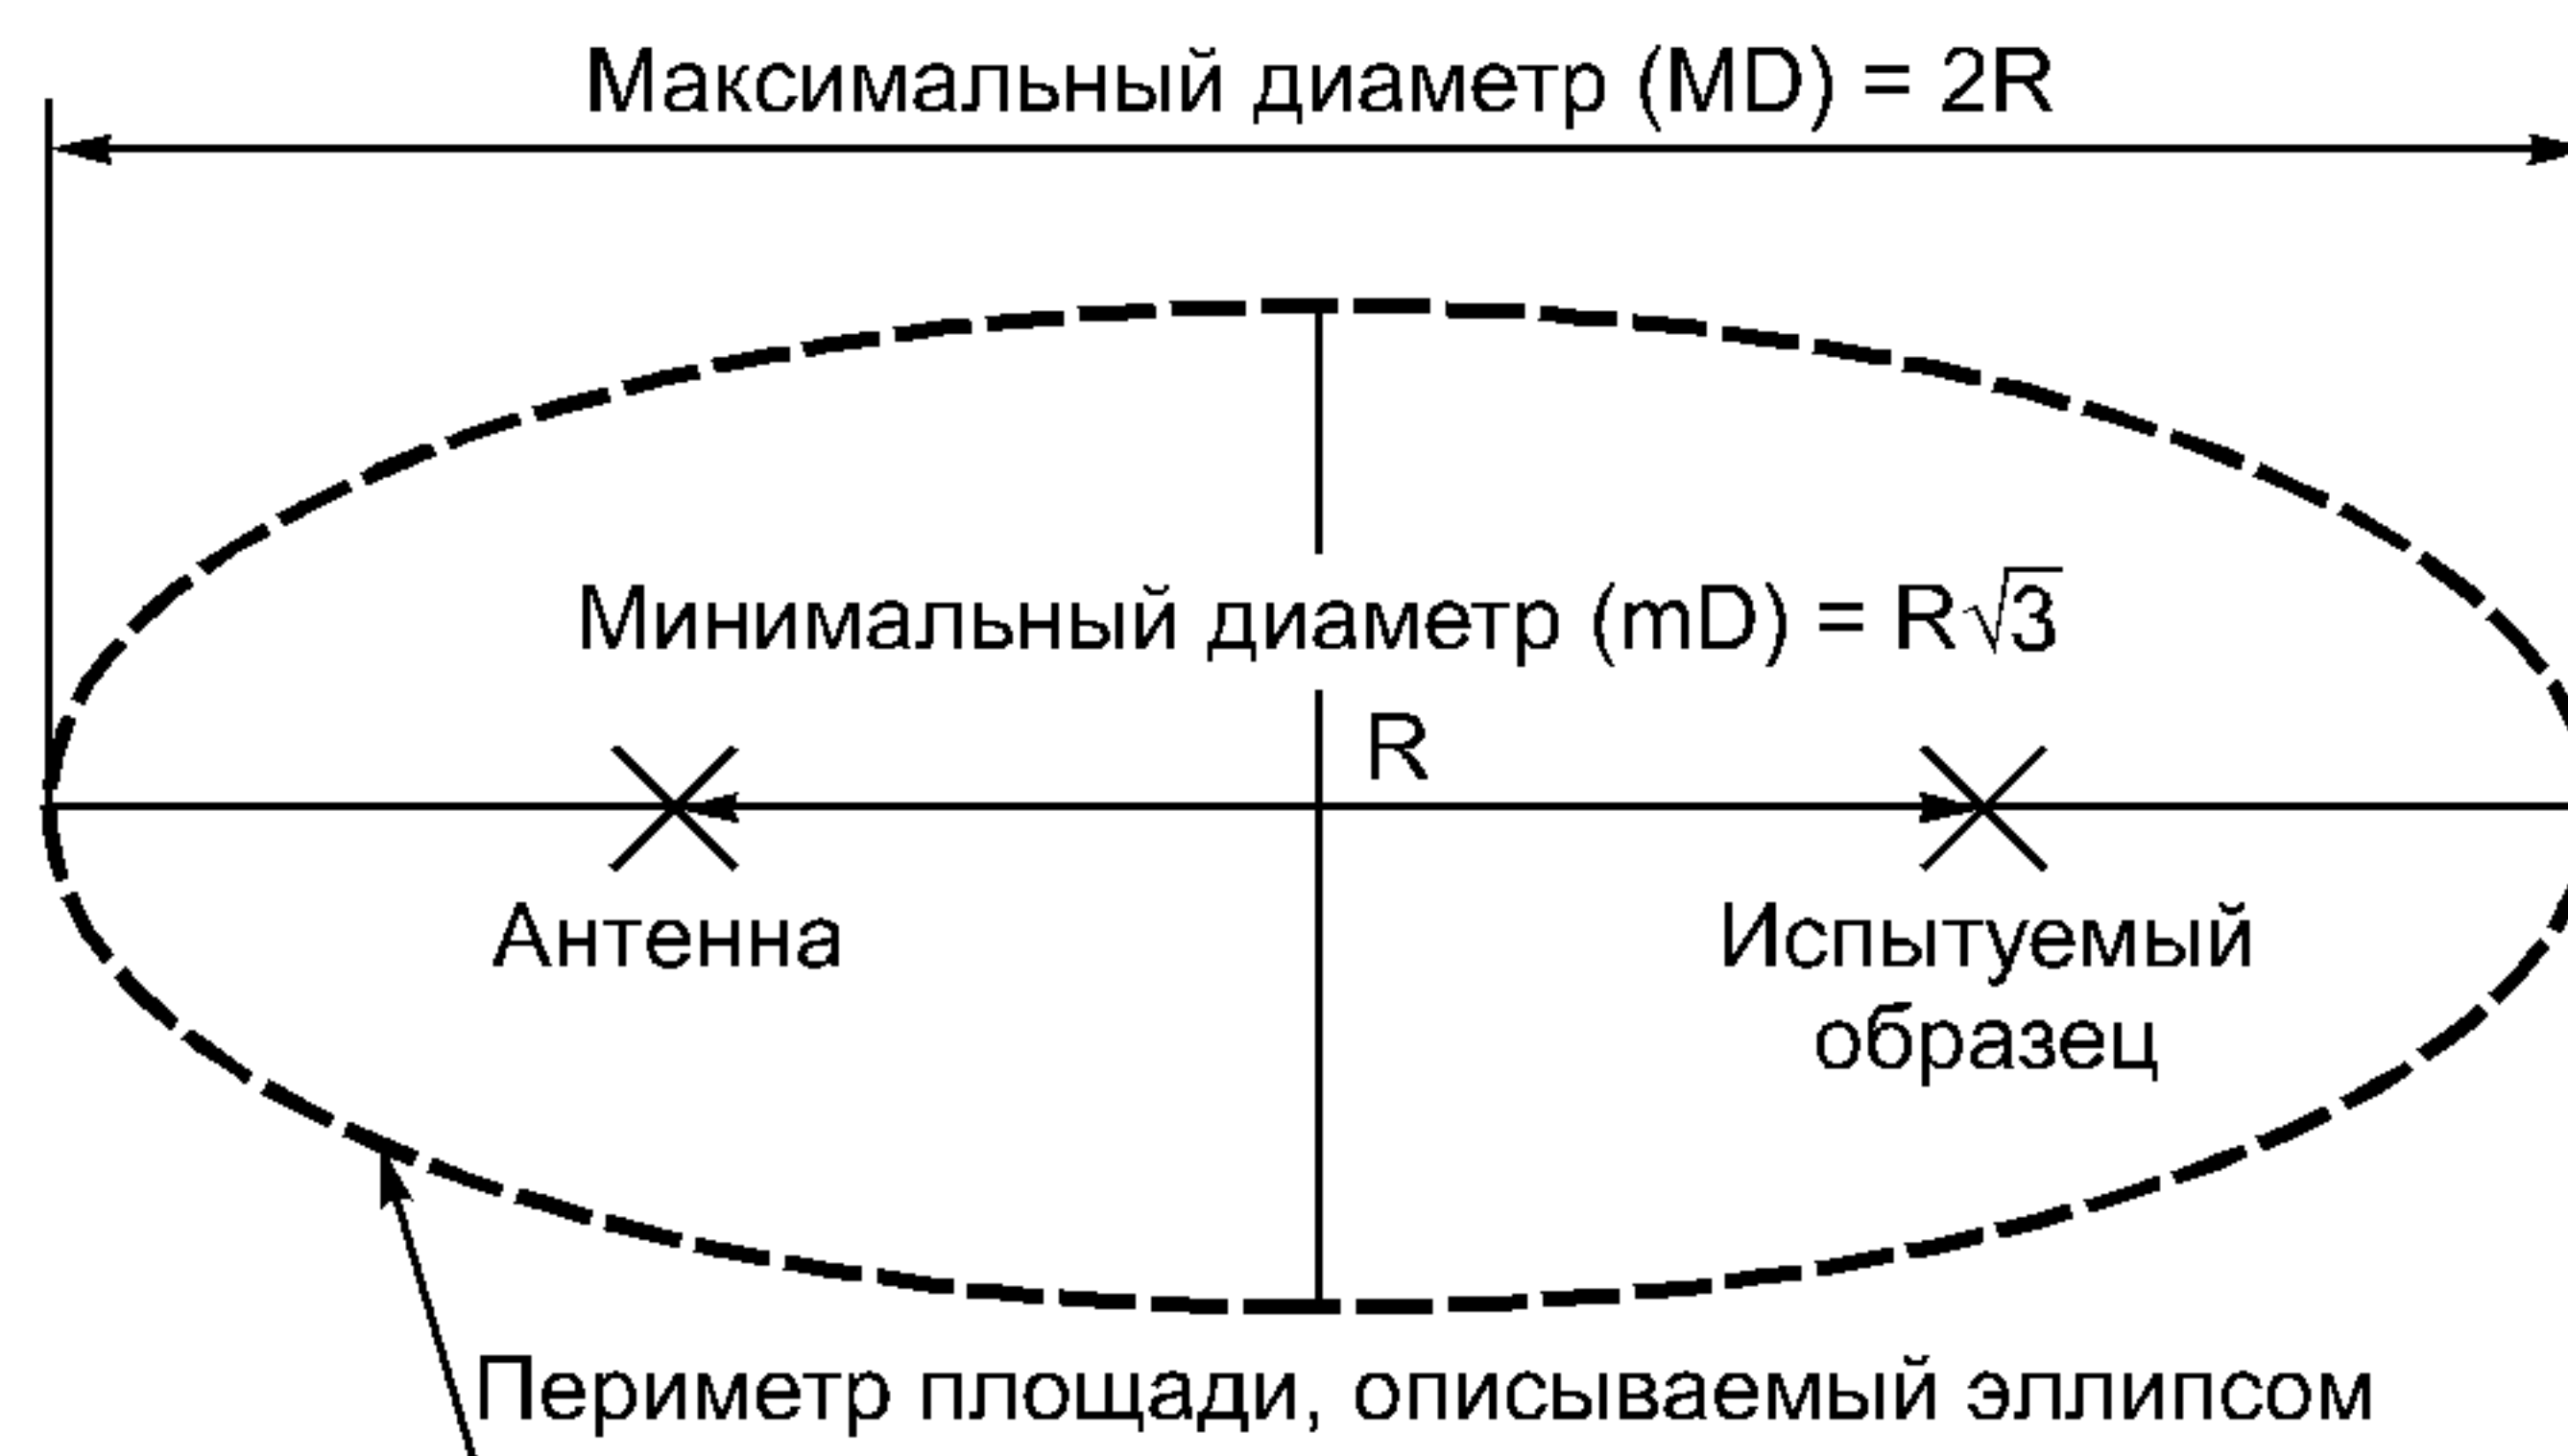 Максимальный диаметр (MD) = 2R
Минимальный диаметр (mD) = R√3
R
Антенна
Испытуемый
образец
Периметр площади, описываемый эллипсом